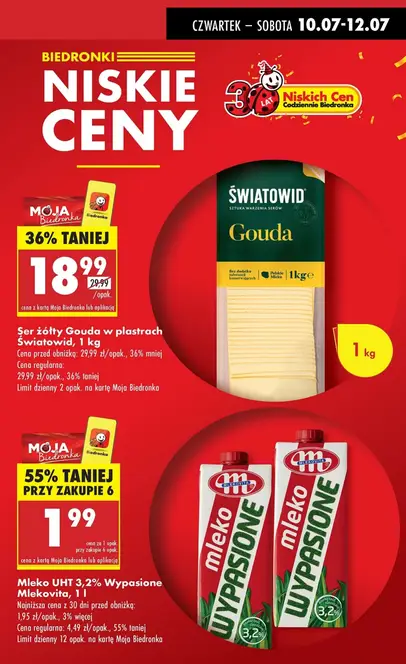 CZWARTEK – SOBOTA 10.07-12.07
BIEDRONKI
NISKIE
CENY
30 LAT
Niskich Cen
Codziennie Biedronka
MOJA
Biedronka
Biedronka
36% TANIEJ
18 99
29,99
/opak.
cena z kartą Moja Biedronka lub aplikacją
Ser żółty Gouda w plastrach
Światowid, 1 kg
Cena przed obniżką: 29,99 zł/opak., 36% mniej
Cena regularna:
29,99 zł/opak., 36% taniej
Limit dzienny 2 opak. na kartę Moja Biedronka
ŚWIATOWID
SZTUKA WARZENIA SERÓW
Gouda
Polskie Mleko
1kg e
1 kg
MOJA
Biedronka
Biedronka
55% TANIEJ
PRZY ZAKUPIE 6
1 99
cena za 1 opak.
przy zakupie 6 opak.
cena z kartą Moja Biedronka lub aplikacją
Mleko UHT 3,2% Wypasione
Mlekovita, 1 l
Najniższa cena z 30 dni przed obniżką:
1,95 zł/opak., 3% więcej
Cena regularna: 4,49 zł/opak., 55% taniej
Limit dzienny 12 opak. na kartę Moja Biedronka
MLEKOVITA
mleko
WYPASIONE
3,2%
MLEKOVITA
mleko
WYPASIONE
3,2%